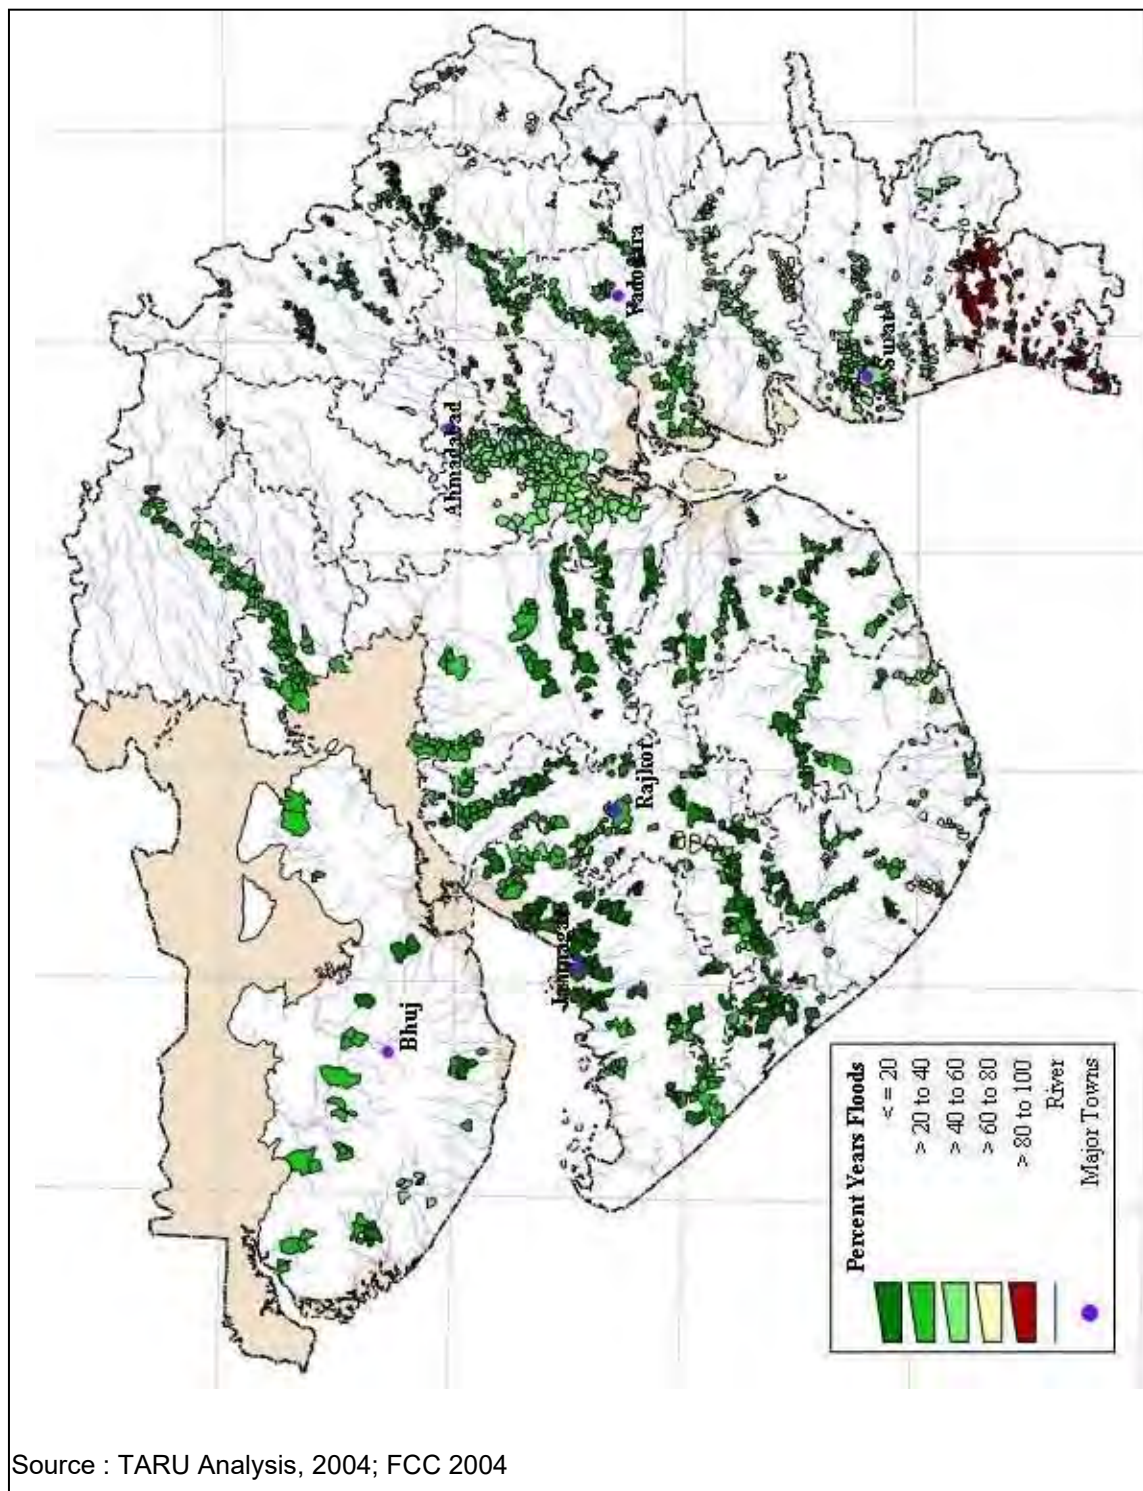 Ahmadabad
Vadodara
Surat
Rajkot
Jamnagar
Bhuj
Percent Years Floods
< = 20
> 20 to 40
> 40 to 60
> 60 to 80
> 80 to 100
River
Major Towns
Source : TARU Analysis, 2004; FCC 2004